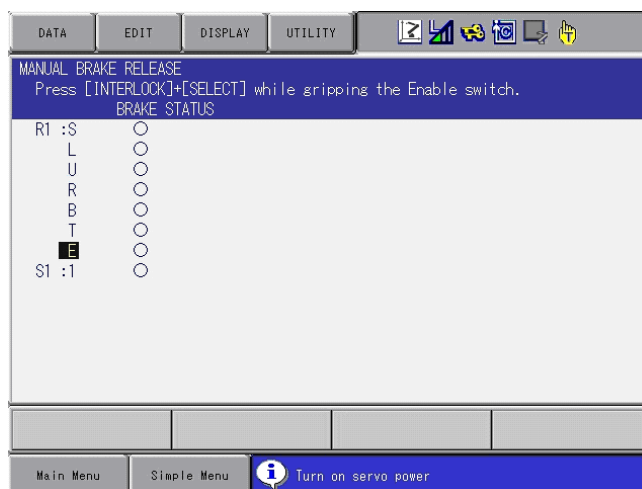 DATA EDIT DISPLAY UTILITY
MANUAL BRAKE RELEASE
Press [INTERLOCK]+[SELECT] while gripping the Enable switch.
BRAKE STATUS
R1 :S
L
U
R
B
T
E
S1 :1
Main Menu Simple Menu Turn on servo power